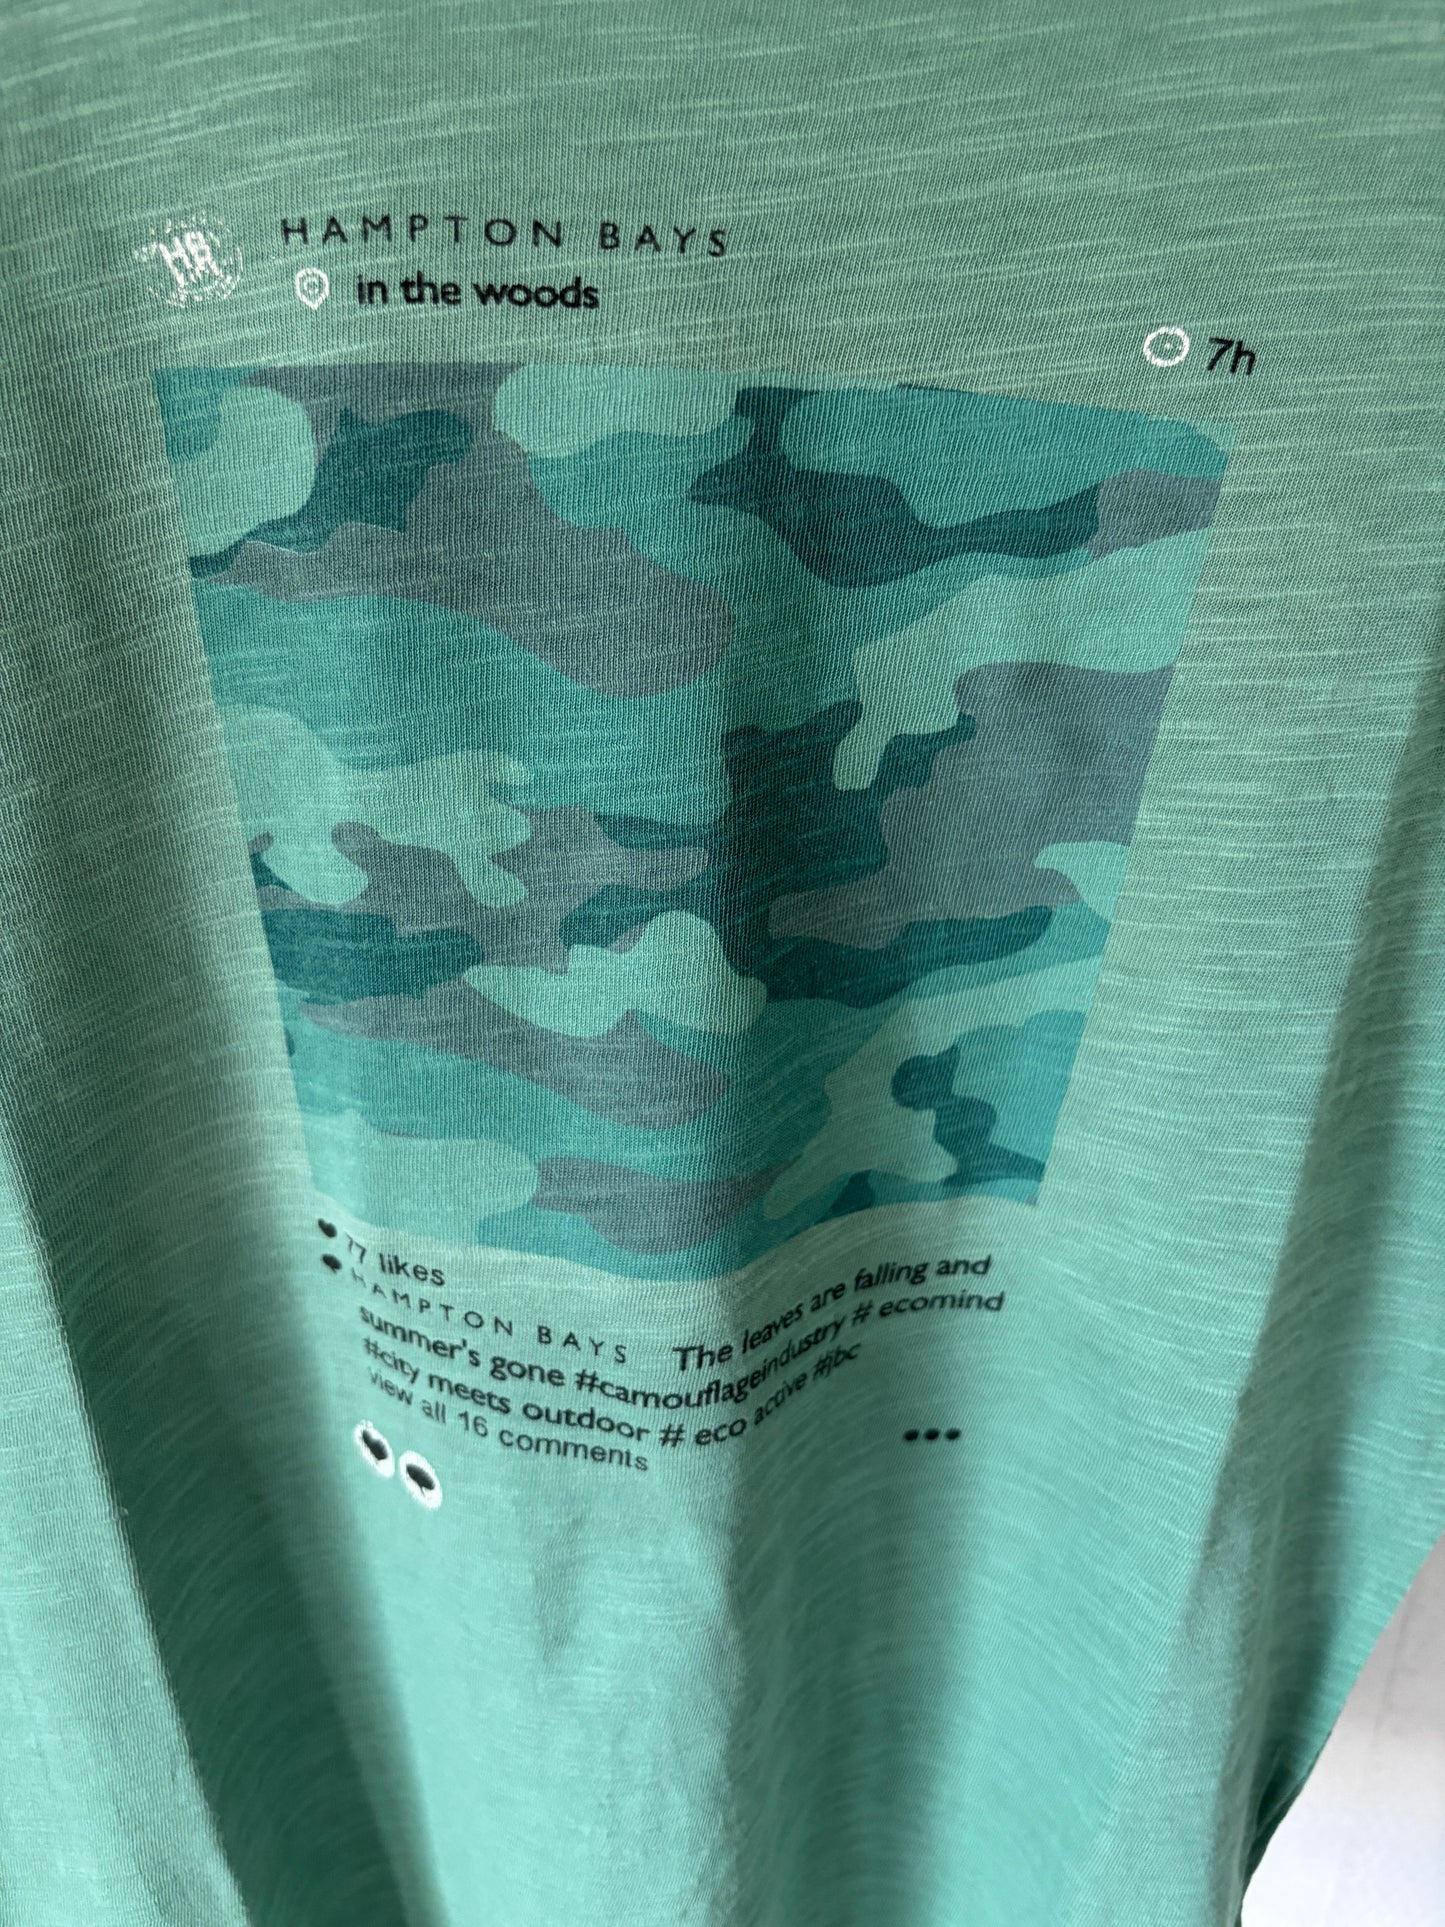 HB
HAMPTON BAYS
in the woods
7h
77 likes
HAMPTON BAYS The leaves are falling and
summer's gone #camouflageindustry # ecomind
#city meets outdoor # eco active #jbc
view all 16 comments